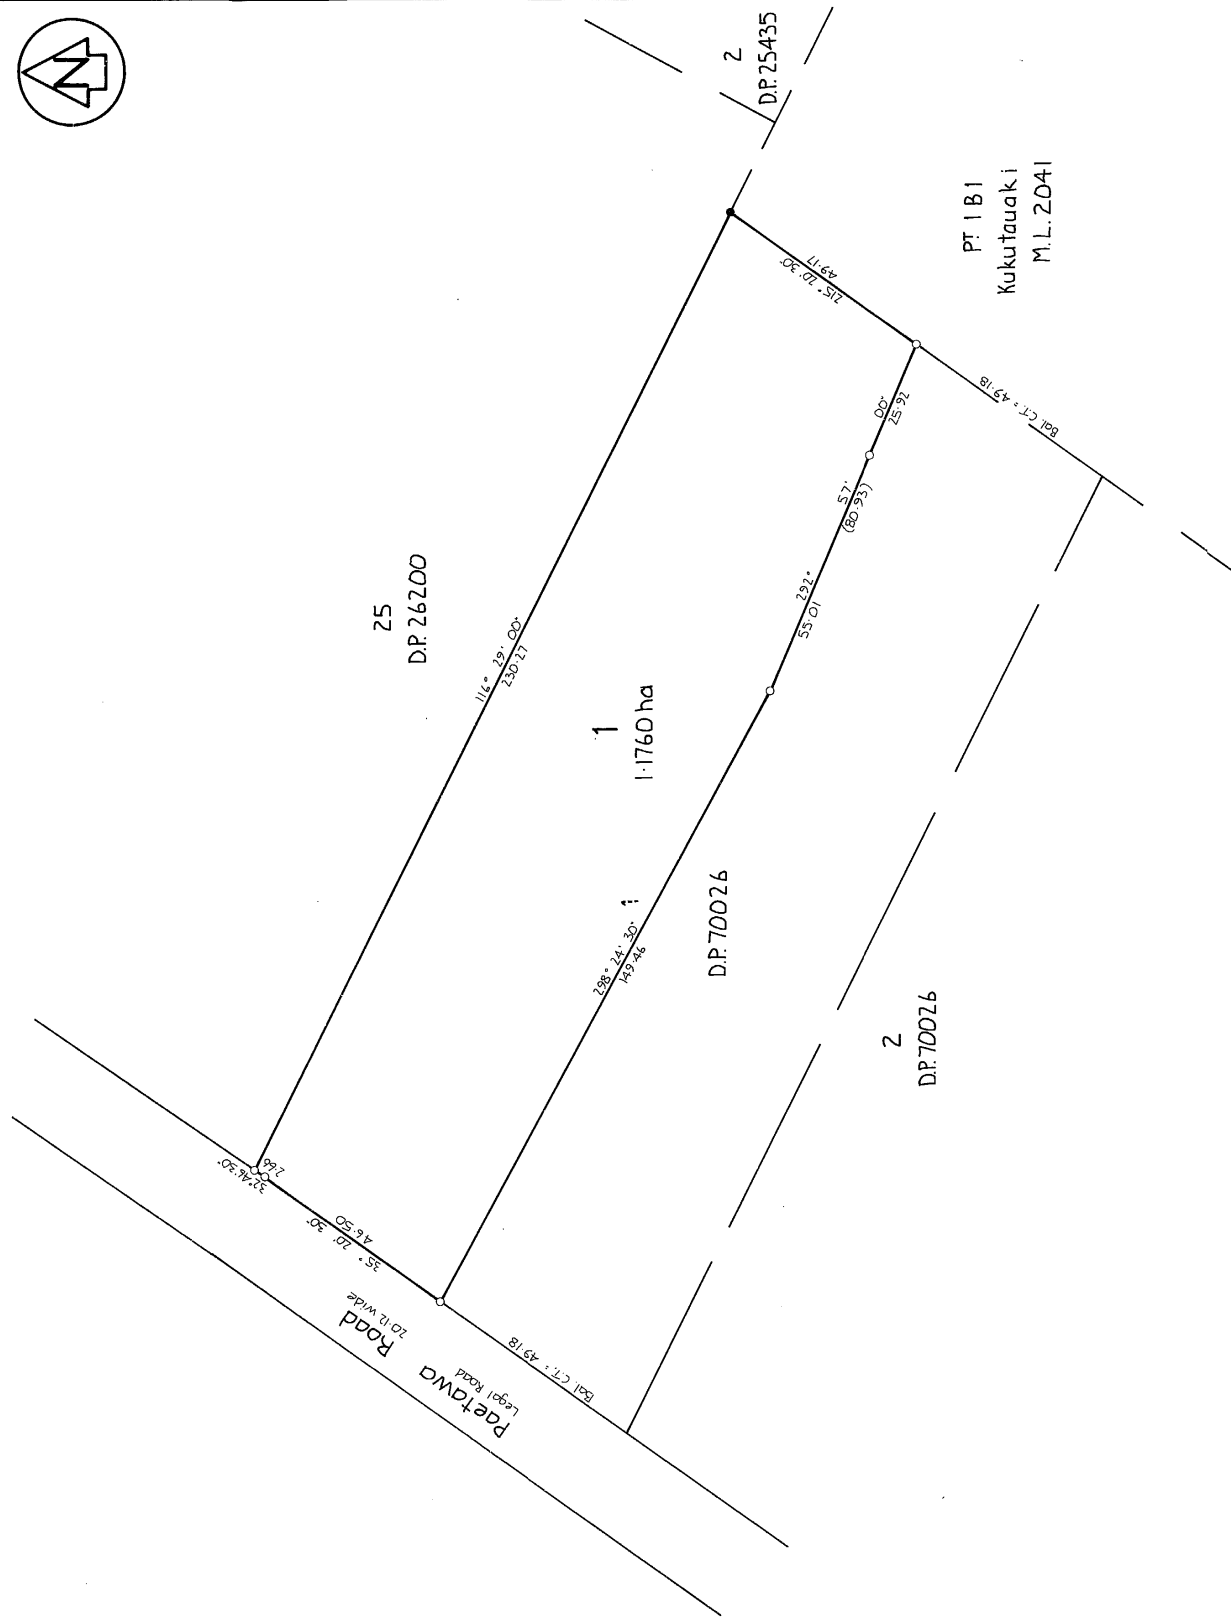 N
2
D.P. 25435
PT 1 B 1
Kukutauaki
M.L. 2041
215° 20' 30"
49·17
Bal. C.T. = 49·18
25
D.P. 26200
116° 29' 00"
230·27
292° 57' 00"
55·01
(80·93)
25·92
1
1·1760 ha
298° 24' 30"
149·46
1
D.P. 70026
2
D.P. 70026
32° 46' 30"
2·66
35° 20' 30"
46·50
Paetawa Road
Legal Road 20·12 wide
Bal. C.T. = 49·18